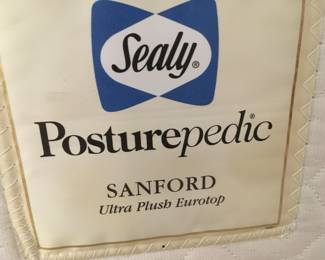 Sealy®
Posturepedic®
SANFORD
Ultra Plush Eurotop